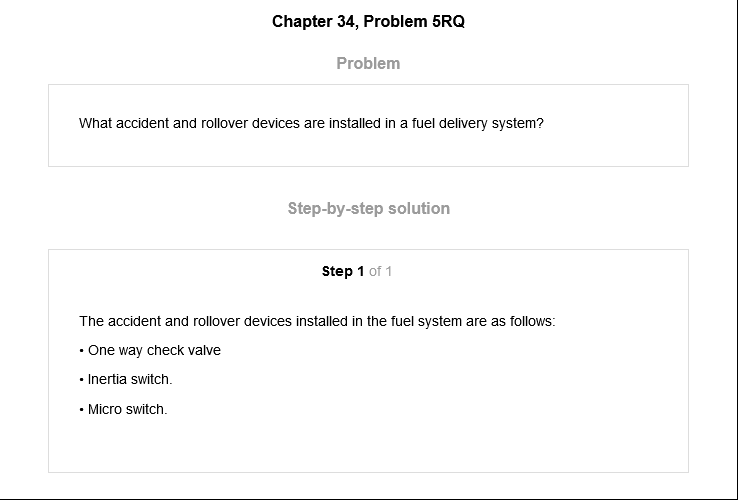 Chapter 34, Problem 5RQ
Problem
What accident and rollover devices are installed in a fuel delivery system?
Step-by-step solution
Step 1 of 1
The accident and rollover devices installed in the fuel system are as follows:
• One way check valve
• Inertia switch.
• Micro switch.